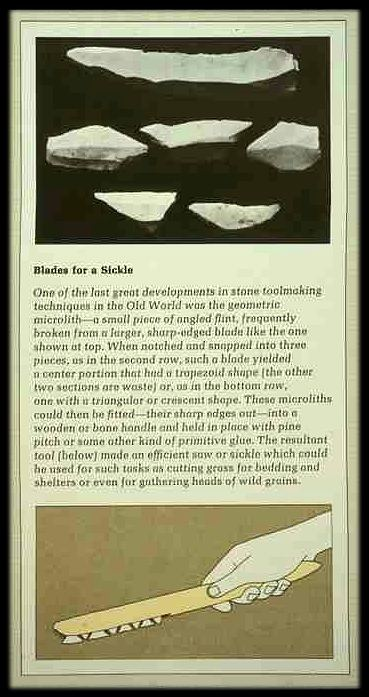 Blades for a Sickle
One of the last great developments in stone toolmaking
techniques in the Old World was the geometric
microlith—a small piece of angled flint, frequently
broken from a larger, sharp-edged blade like the one
shown at top. When notched and snapped into three
pieces, as in the second row, such a blade yielded
a center portion that had a trapezoid shape (the other
two sections are waste) or, as in the bottom row,
one with a triangular or crescent shape. These microliths
could then be fitted—their sharp edges out—into a
wooden or bone handle and held in place with pine
pitch or some other kind of primitive glue. The resultant
tool (below) made an efficient saw or sickle which could
be used for such tasks as cutting grass for bedding and
shelters or even for gathering heads of wild grains.